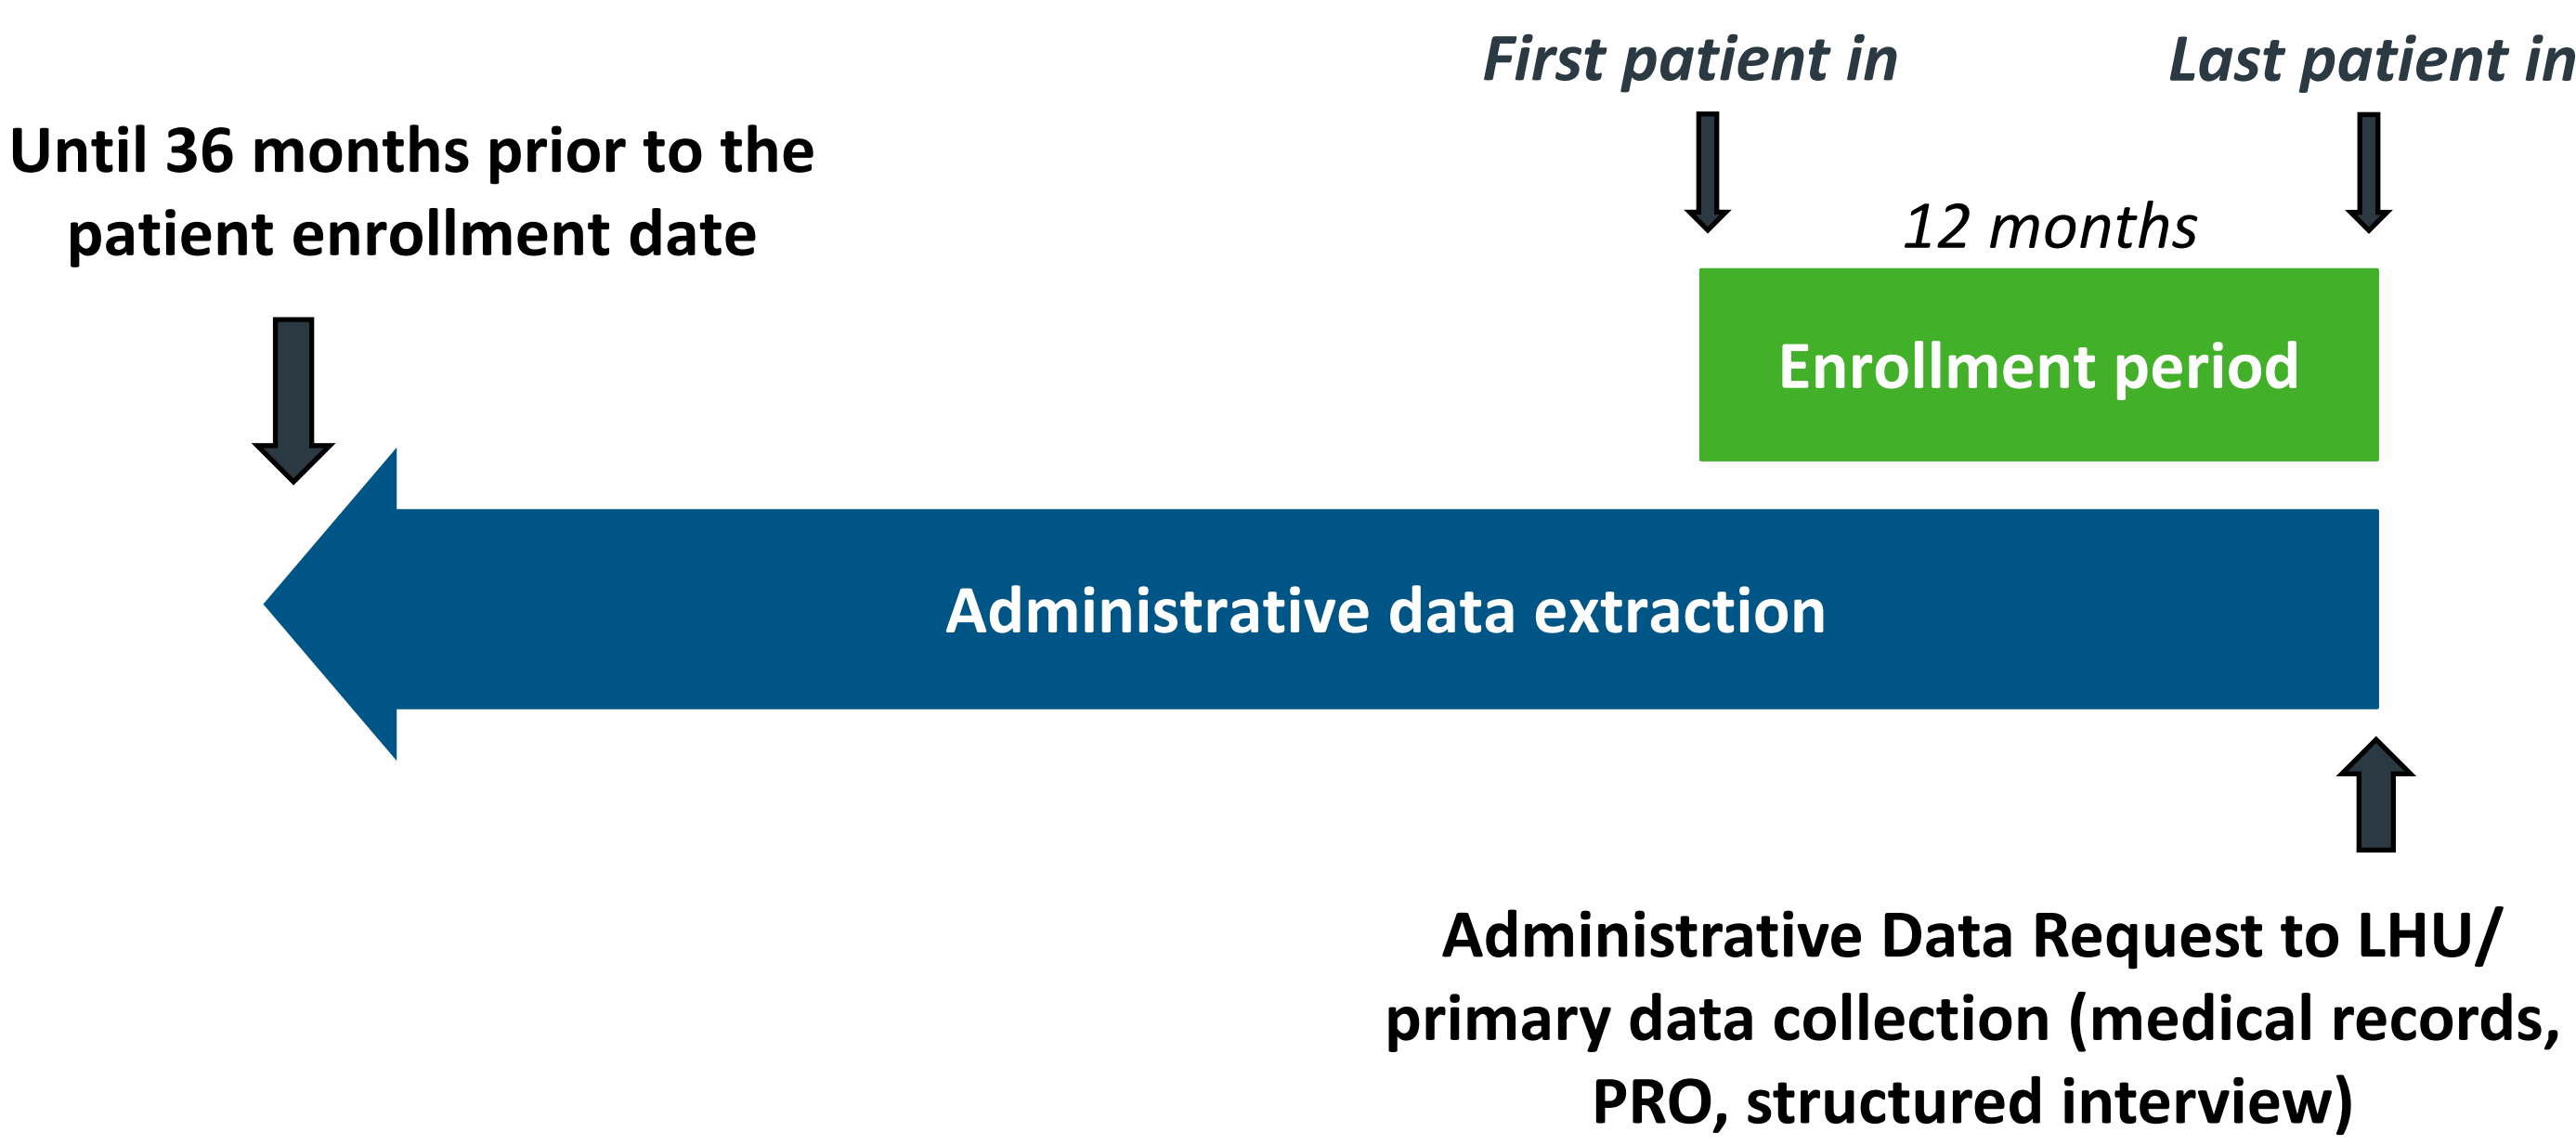 First patient in
Last patient in
Until 36 months prior to the
patient enrollment date
12 months
Enrollment period
Administrative data extraction
Administrative Data Request to LHU/
primary data collection (medical records,
PRO, structured interview)